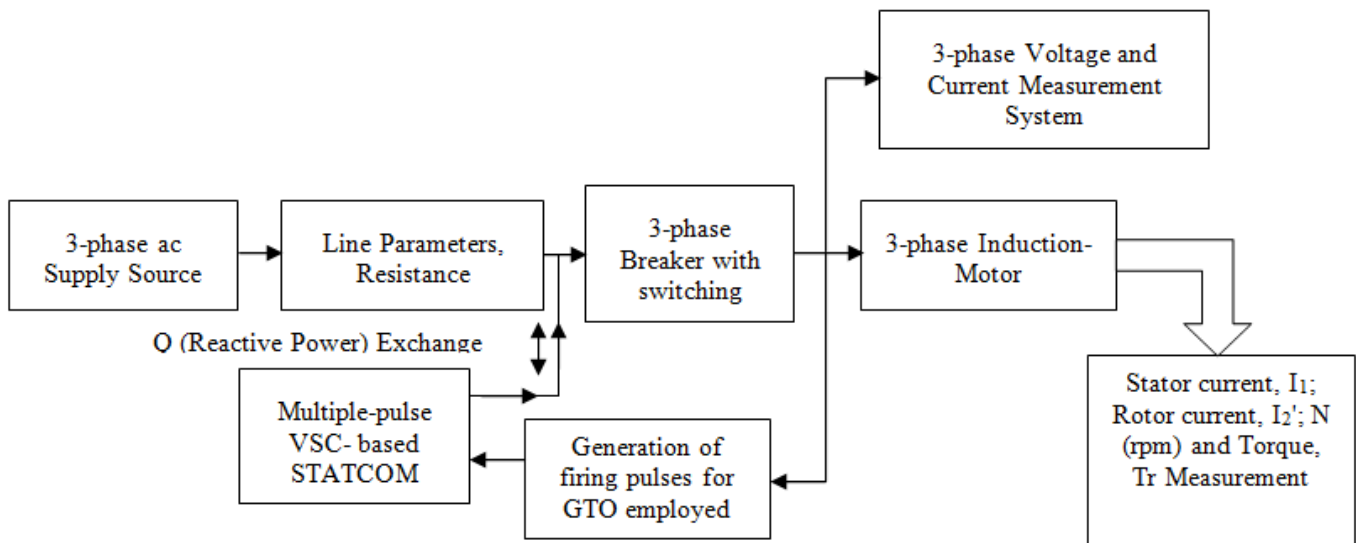 3-phase Voltage and
Current Measurement
System
3-phase ac
Supply Source
Line Parameters,
Resistance
3-phase
Breaker with
switching
3-phase Induction-
Motor
Q (Reactive Power) Exchange
Multiple-pulse
VSC- based
STATCOM
Generation of
firing pulses for
GTO employed
Stator current, I1;
Rotor current, I2'; N
(rpm) and Torque,
Tr Measurement